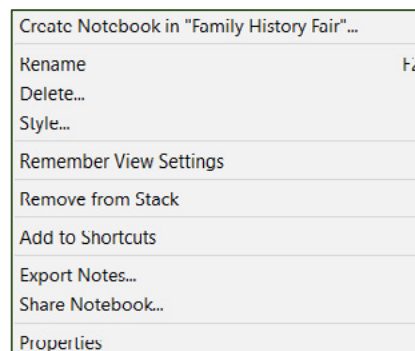 Create Notebook in "Family History Fair"...
Rename F2
Delete...
Style...
Remember View Settings
Remove from Stack
Add to Shortcuts
Export Notes...
Share Notebook...
Properties